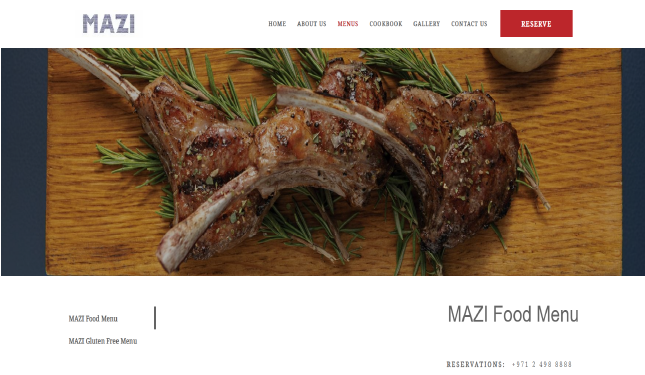 MAZI
HOME ABOUT US MENUS COOKBOOK GALLERY CONTACT US RESERVE
MAZI Food Menu
MAZI Food Menu
MAZI Gluten Free Menu
RESERVATIONS: +971 2 498 8888